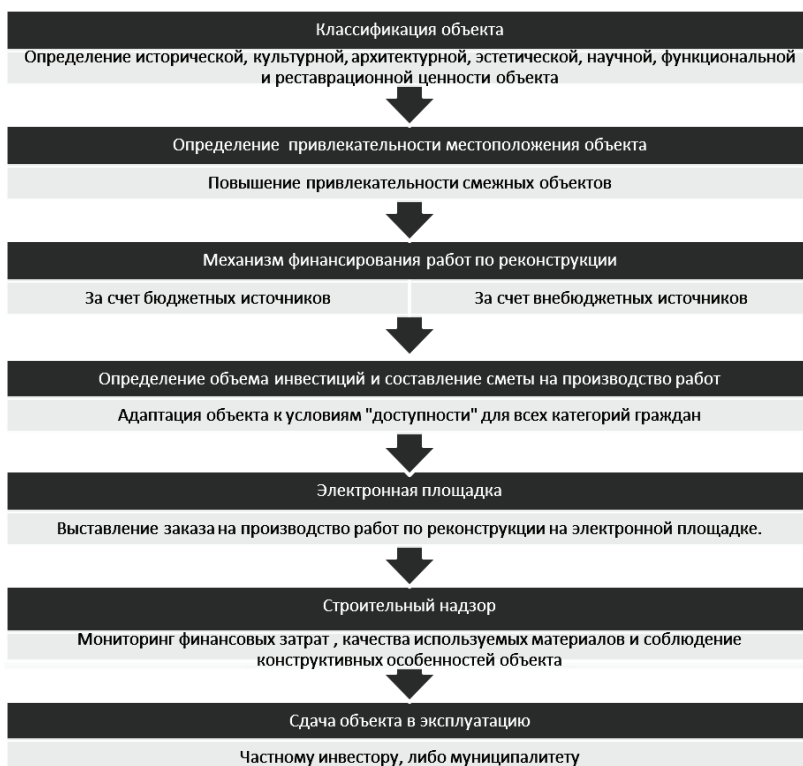 Классификация объекта
Определение исторической, культурной, архитектурной, эстетической, научной, функциональной
и реставрационной ценности объекта
Определение привлекательности местоположения объекта
Повышение привлекательности смежных объектов
Механизм финансирования работ по реконструкции
За счет бюджетных источников
За счет внебюджетных источников
Определение объема инвестиций и составление сметы на производство работ
Адаптация объекта к условиям "доступности" для всех категорий граждан
Электронная площадка
Выставление заказа на производство работ по реконструкции на электронной площадке.
Строительный надзор
Мониторинг финансовых затрат , качества используемых материалов и соблюдение
конструктивных особенностей объекта
Сдача объекта в эксплуатацию
Частному инвестору, либо муниципалитету